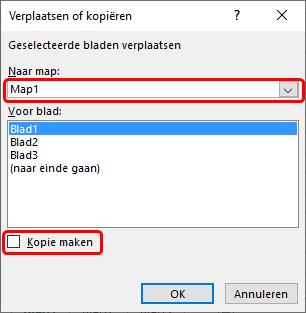 Verplaatsen of kopiëren
Geselecteerde bladen verplaatsen
Naar map:
Map1
Voor blad:
Blad1
Blad2
Blad3
(naar einde gaan)
Kopie maken
OK
Annuleren